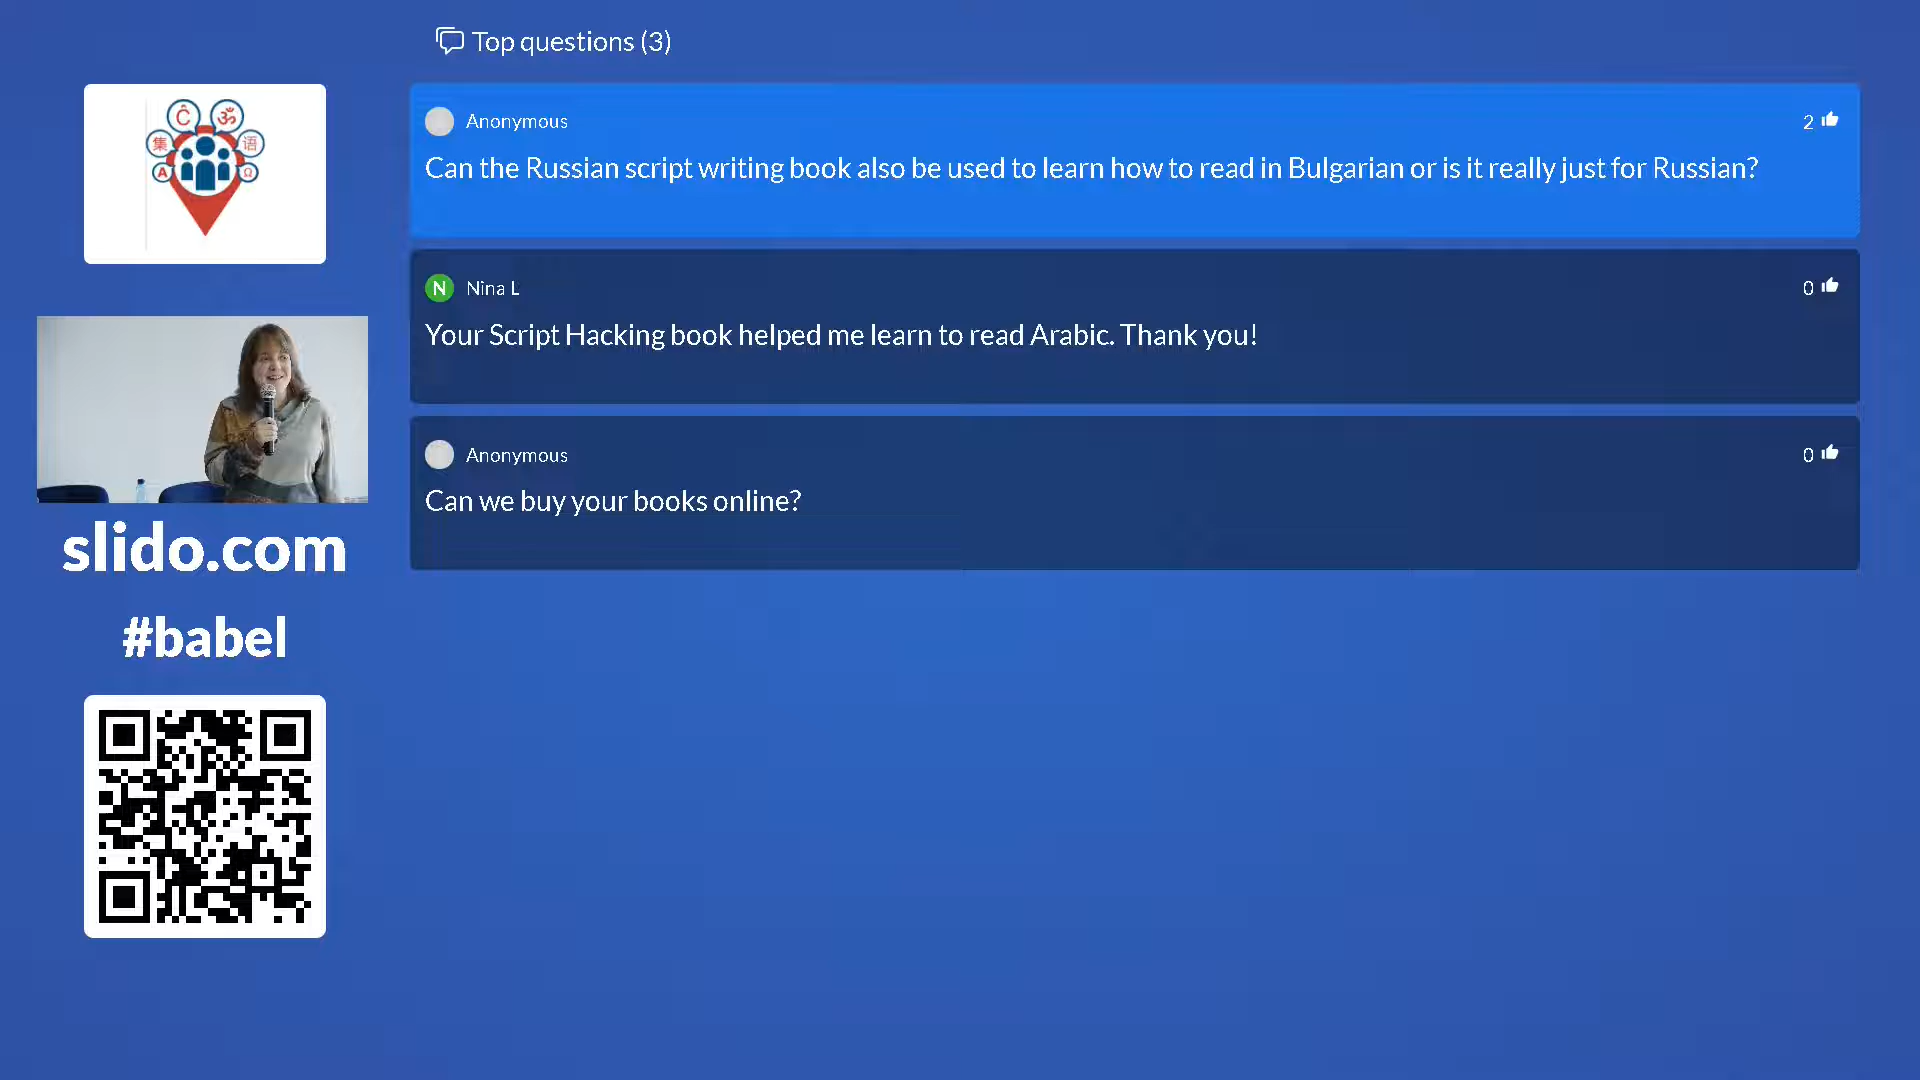 Top questions (3)
Ĉ
ॐ
集
语
A
Ω
Anonymous
2
Can the Russian script writing book also be used to learn how to read in Bulgarian or is it really just for Russian?
N Nina L
0
Your Script Hacking book helped me learn to read Arabic. Thank you!
Anonymous
0
Can we buy your books online?
slido.com
#babel